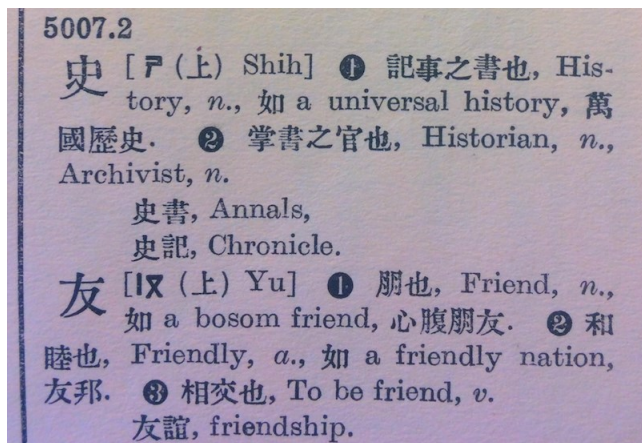 5007.2
史 [ㄕ (上) Shih] ❶ 記事之書也, His-
tory, n., 如 a universal history, 萬
國歷史. ❷ 掌書之官也, Historian, n.,
Archivist, n.
史書, Annals,
史記, Chronicle.
友 [ㄧㄡ (上) Yu] ❶ 朋也, Friend, n.,
如 a bosom friend, 心腹朋友. ❷ 和
睦也, Friendly, a., 如 a friendly nation,
友邦. ❸ 相交也, To be friend, v.
友誼, friendship.